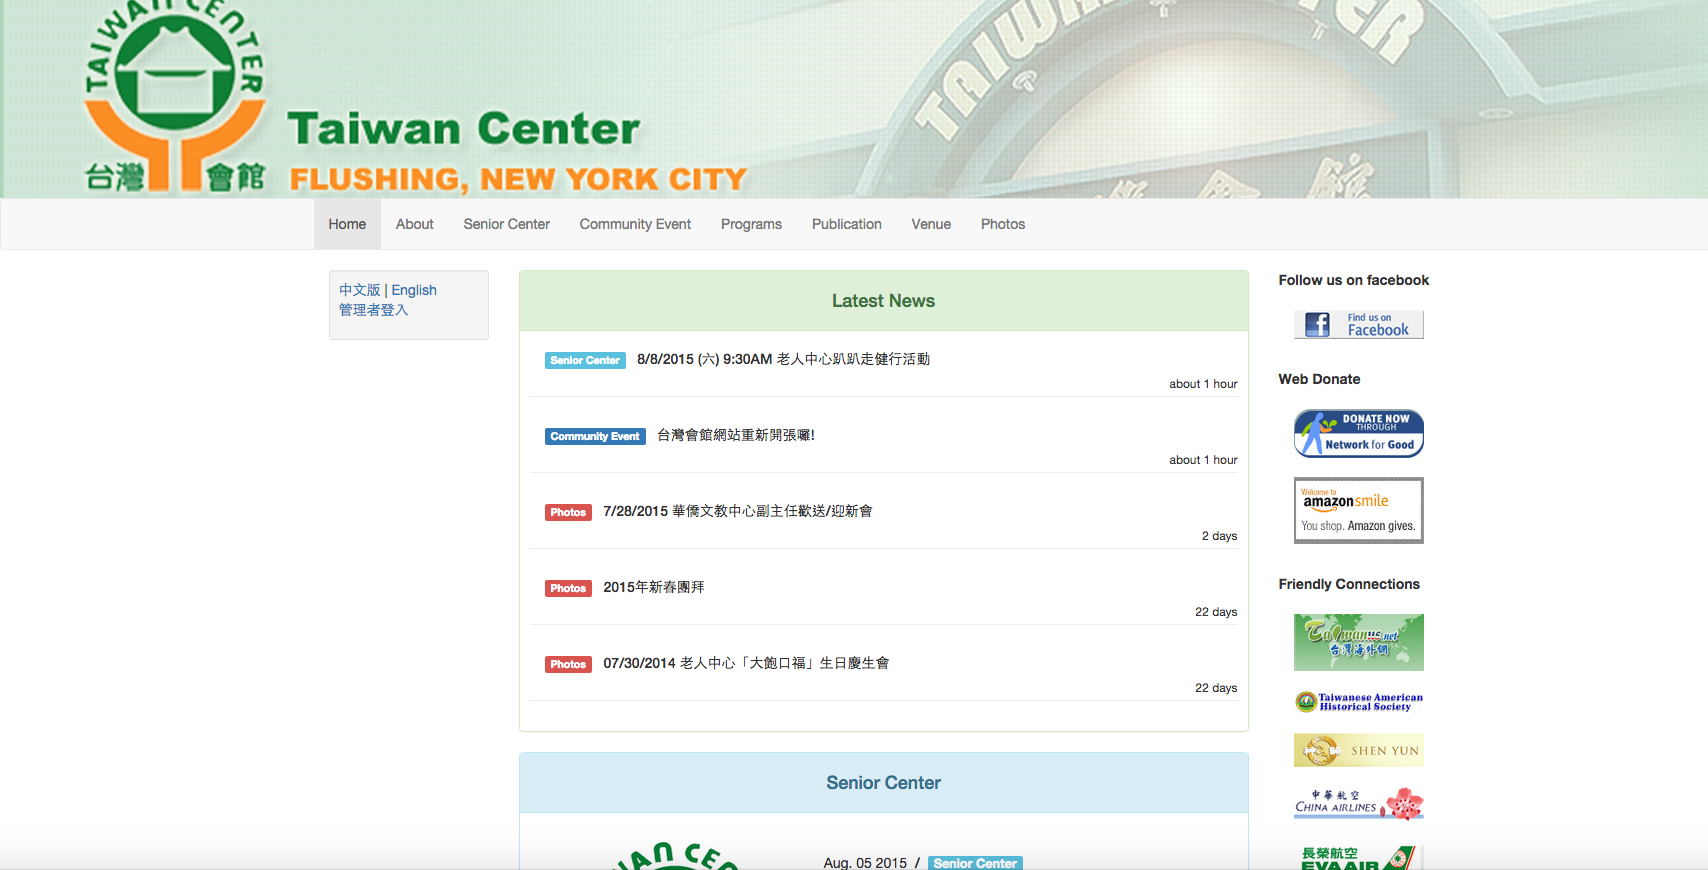 TAIWAN CENTER
台灣 會館
Taiwan Center
FLUSHING, NEW YORK CITY
TAIWAN CENTER
會館
Home About Senior Center Community Event Programs Publication Venue Photos
中文版 | English
管理者登入
Latest News
Senior Center 8/8/2015 (六) 9:30AM 老人中心趴趴走健行活動
about 1 hour
Community Event 台灣會館網站重新開張囉!
about 1 hour
Photos 7/28/2015 華僑文教中心副主任歡送/迎新會
2 days
Photos 2015年新春團拜
22 days
Photos 07/30/2014 老人中心「大飽口福」生日慶生會
22 days
Senior Center
Aug. 05 2015 / Senior Center
Follow us on facebook
Find us on
Facebook
Web Donate
DONATE NOW
THROUGH
Network for Good
Welcome to
amazonsmile
You shop. Amazon gives.
Friendly Connections
Taiwanus.net
台灣海外網
Taiwanese American
Historical Society
SHEN YUN
中華航空
CHINA AIRLINES
長榮航空
EVA AIR